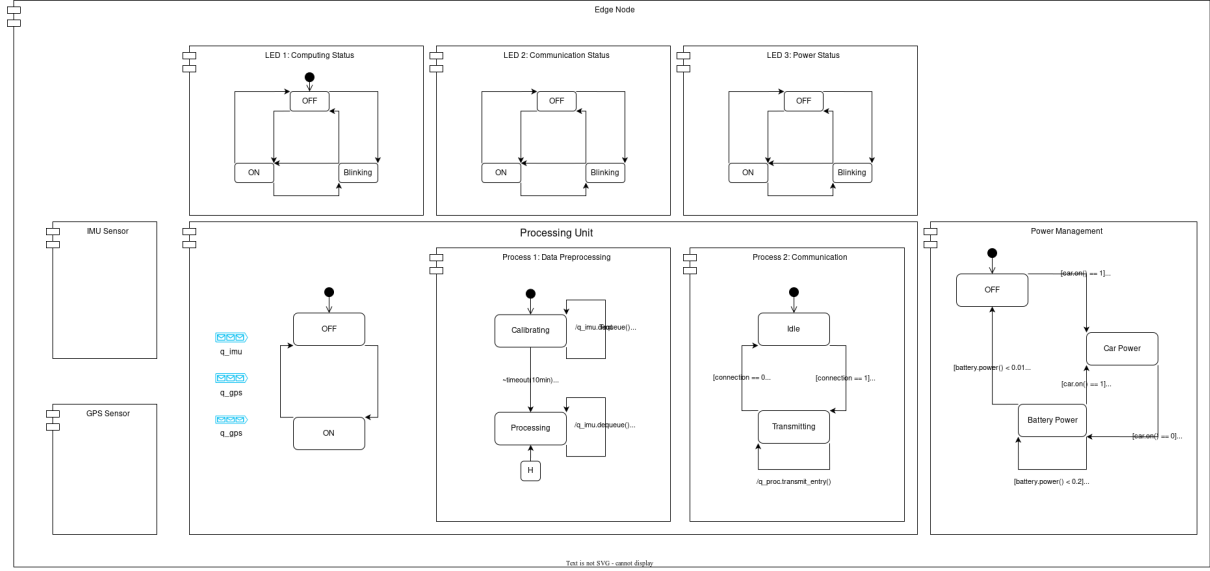 Edge Node
LED 1: Computing Status
LED 2: Communication Status
LED 3: Power Status
OFF
OFF
OFF
ON
Blinking
ON
Blinking
ON
Blinking
IMU Sensor
Processing Unit
Power Management
Process 1: Data Preprocessing
Process 2: Communication
[car.on() == 1]...
OFF
OFF
Calibrating
/q_imu.dequeue()...
Idle
Car Power
q_imu
[battery.power() < 0.01...
~timeout(10min)...
[connection == 0...
[connection == 1]...
[car.on() == 1]...
q_gps
GPS Sensor
q_gps
ON
Processing
/q_imu.dequeue()...
Transmitting
Battery Power
[car.on() == 0]...
H
/q_proc.transmit_entry()
[battery.power() < 0.2]...
Text is not SVG - cannot display